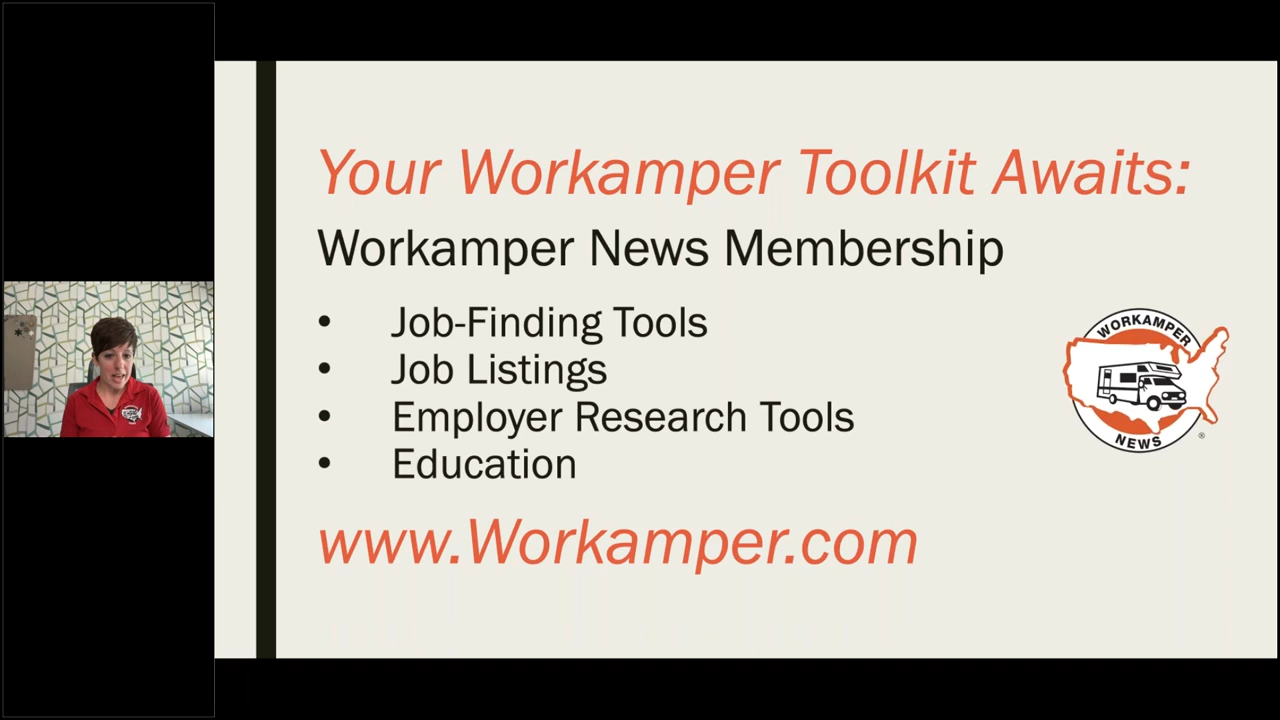 Your Workamper Toolkit Awaits:
Workamper News Membership
• Job-Finding Tools
• Job Listings
• Employer Research Tools
• Education
www.Workamper.com
WORKAMPER
NEWS
®